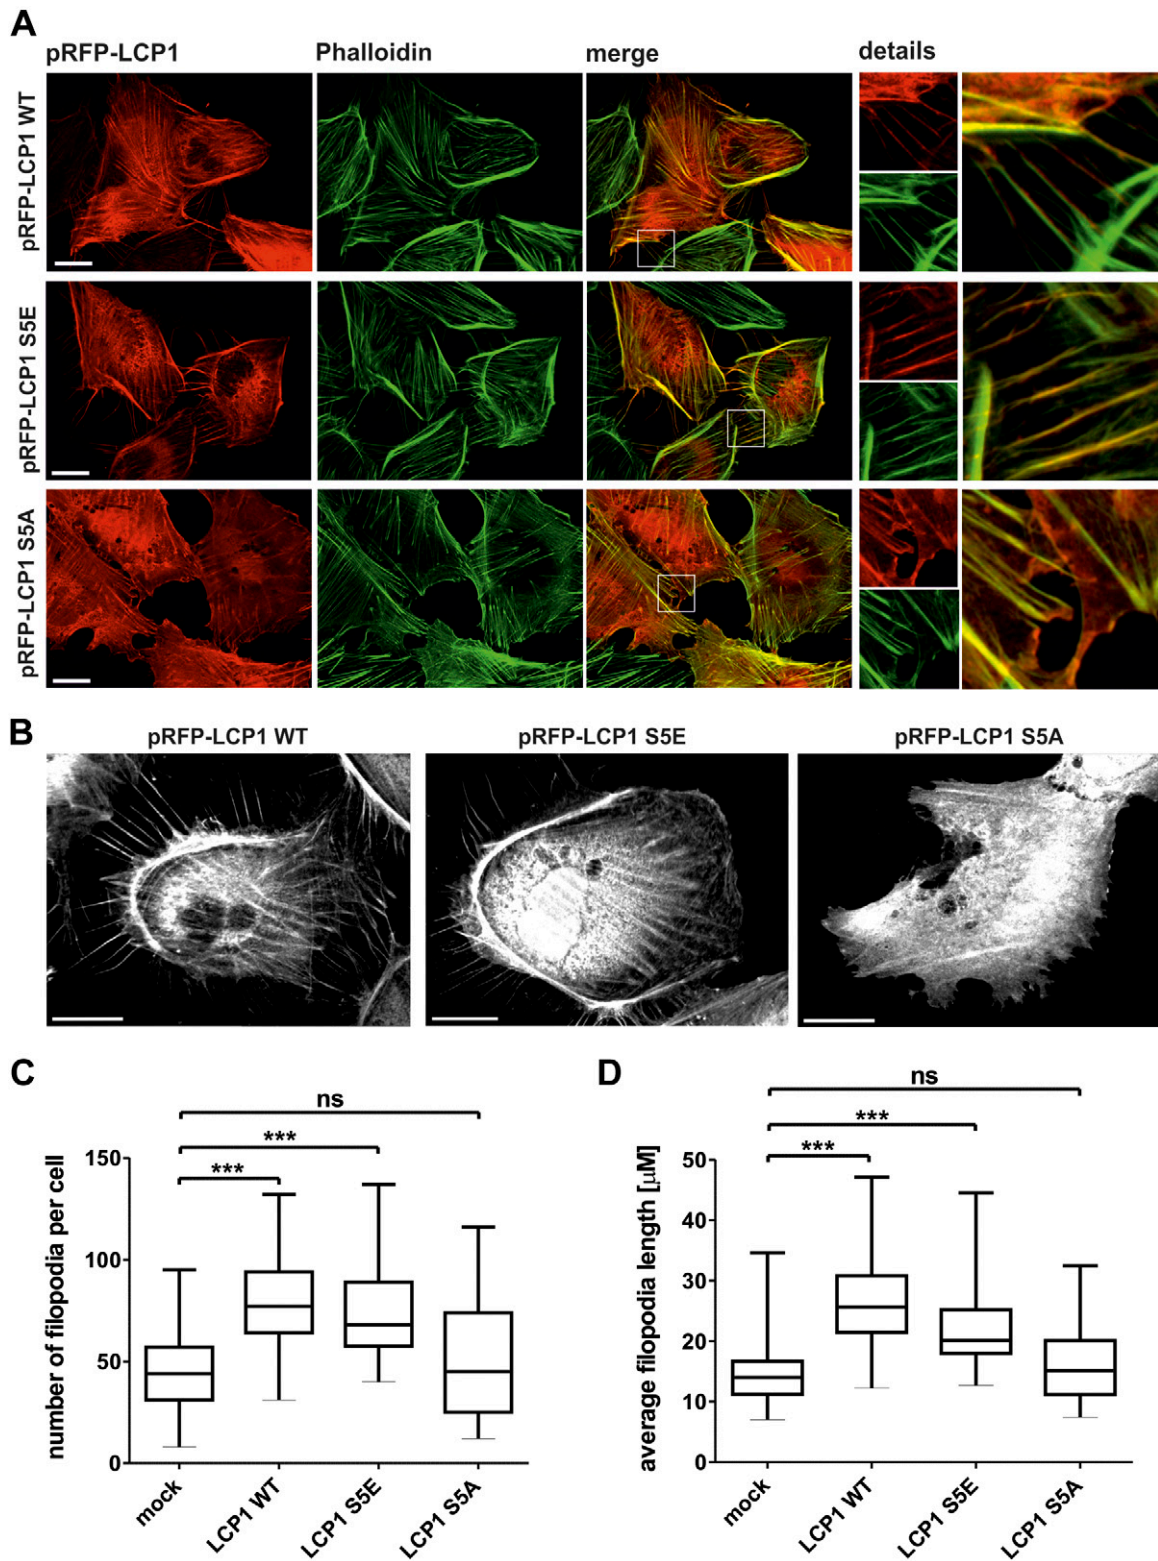 A
pRFP-LCP1 Phalloidin merge details
pRFP-LCP1 WT
pRFP-LCP1 S5E
pRFP-LCP1 S5A
B
pRFP-LCP1 WT pRFP-LCP1 S5E pRFP-LCP1 S5A
C
ns
***
***
number of filopodia per cell
150
100
50
0
mock LCP1 WT LCP1 S5E LCP1 S5A
D
ns
***
***
average filopodia length [µM]
50
40
30
20
10
0
mock LCP1 WT LCP1 S5E LCP1 S5A